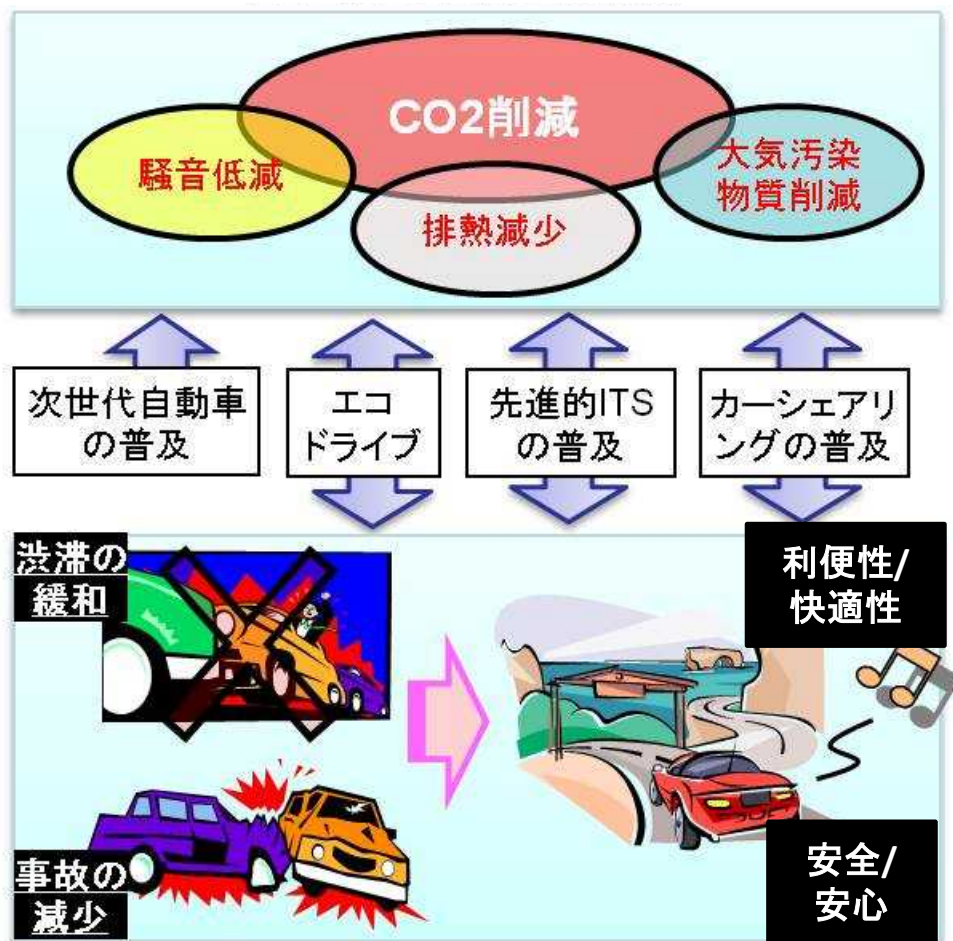 CO2削減
騒音低減
大気汚染
物質削減
排熱減少
次世代自動車
の普及
エコ
ドライブ
先進的ITS
の普及
カーシェアリ
ングの普及
渋滞の
緩和
利便性/
快適性
事故の
減少
安全/
安心